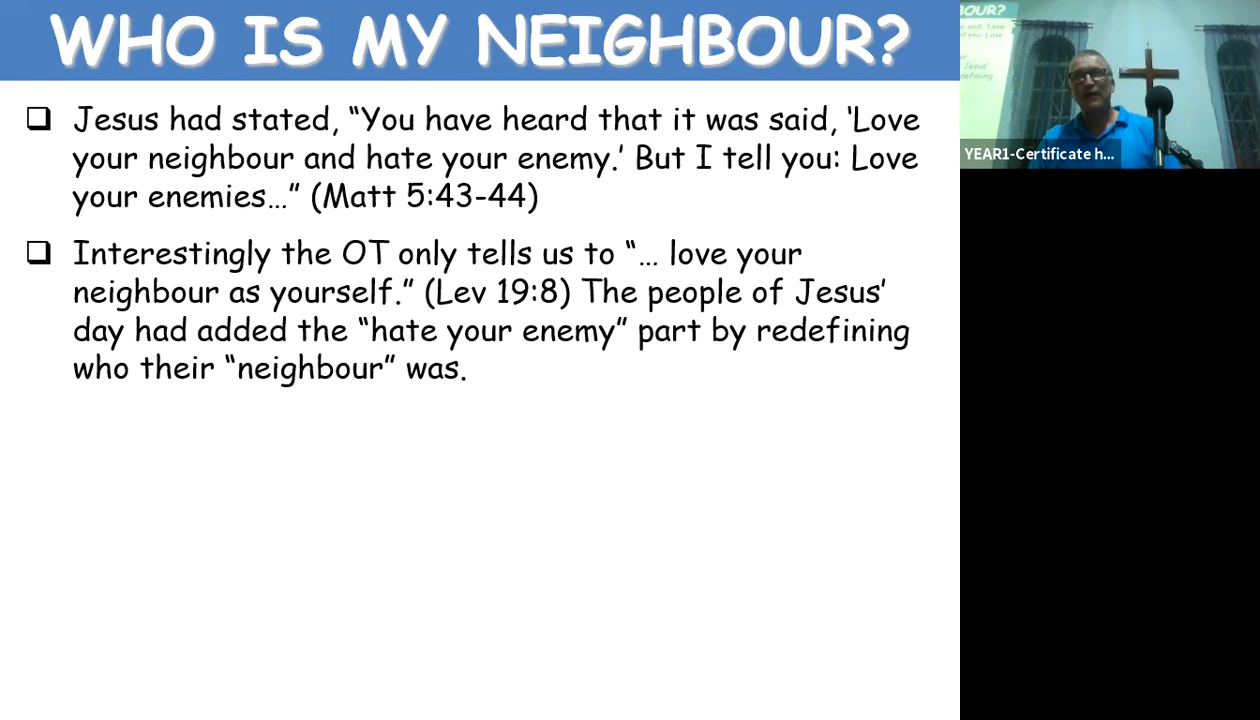 WHO IS MY NEIGHBOUR?
❑ Jesus had stated, “You have heard that it was said, ‘Love
your neighbour and hate your enemy.’ But I tell you: Love
your enemies…” (Matt 5:43-44)
❑ Interestingly the OT only tells us to “… love your
neighbour as yourself.” (Lev 19:8) The people of Jesus’
day had added the “hate your enemy” part by redefining
who their “neighbour” was.
OUR?
YEAR1-Certificate h...